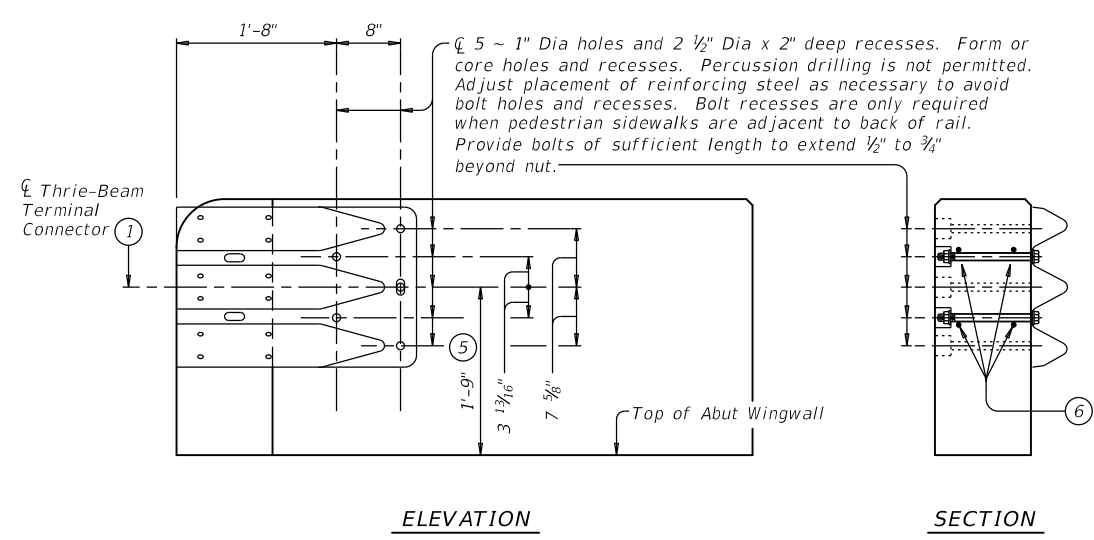 1'-8"
8"
℄ 5 ~ 1" Dia holes and 2 ½" Dia x 2" deep recesses. Form or
core holes and recesses. Percussion drilling is not permitted.
Adjust placement of reinforcing steel as necessary to avoid
bolt holes and recesses. Bolt recesses are only required
when pedestrian sidewalks are adjacent to back of rail.
Provide bolts of sufficient length to extend ½" to ¾"
beyond nut.
℄ Thrie-Beam
Terminal
Connector 1
5
1'-9"
3 13/16"
7 5/8"
Top of Abut Wingwall
6
ELEVATION
SECTION